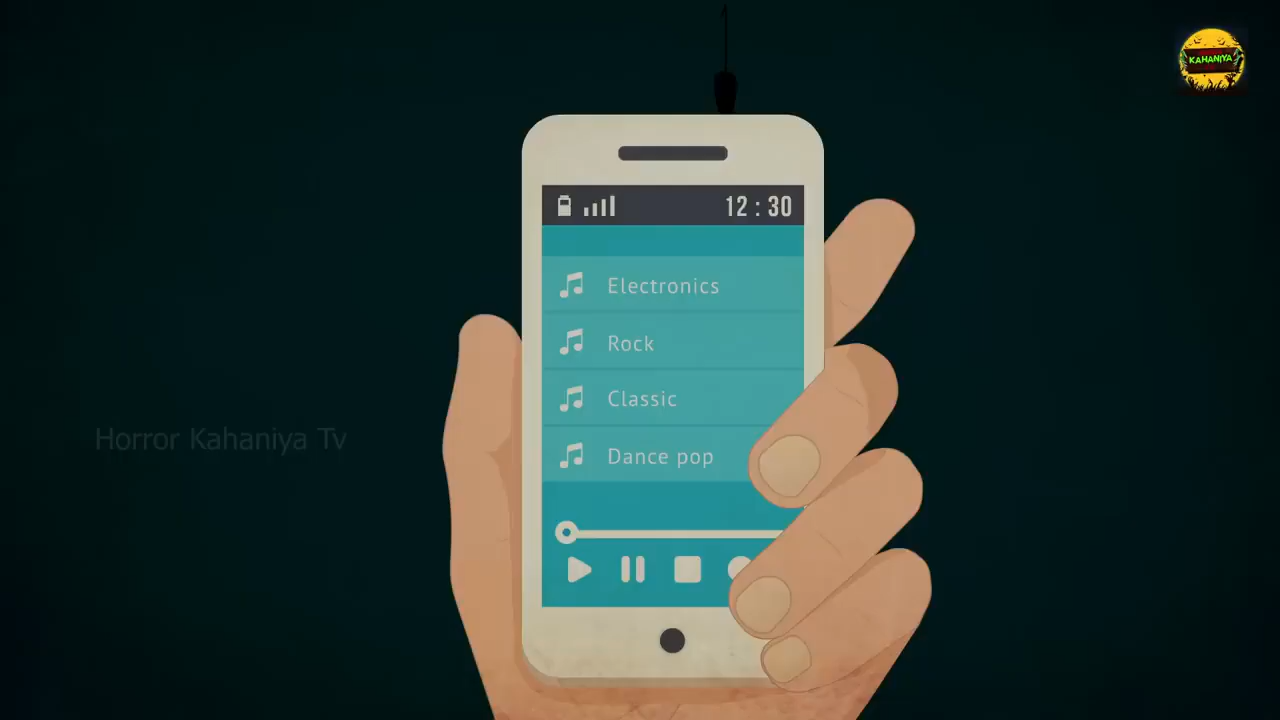 KAHANIYA
12 : 30
Electronics
Rock
Classic
Horror Kahaniya Tv
Dance pop